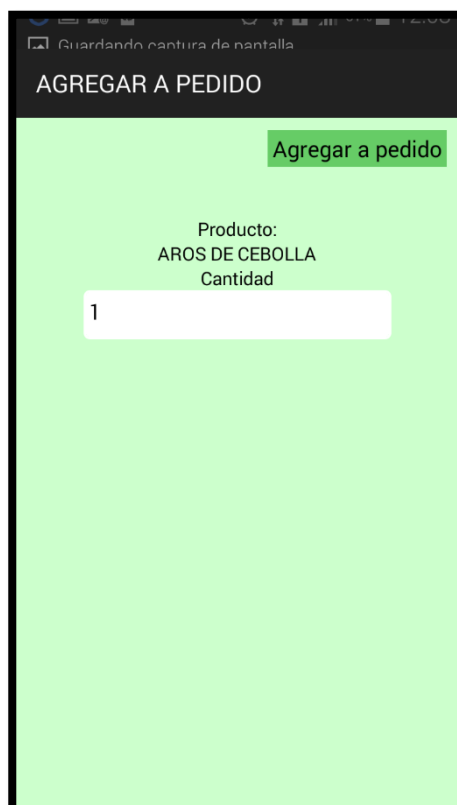 Guardando captura de pantalla
AGREGAR A PEDIDO
Agregar a pedido
Producto:
AROS DE CEBOLLA
Cantidad
1